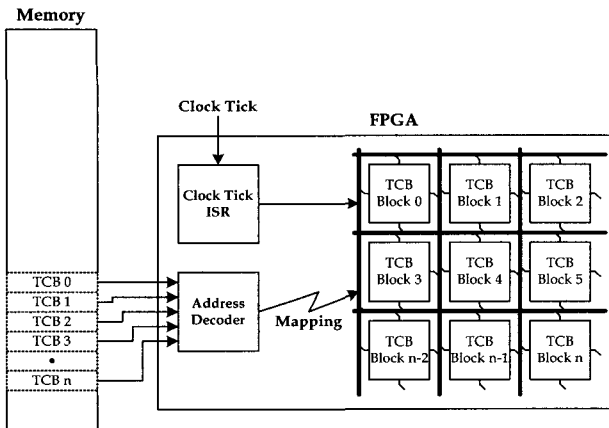 Memory
Clock Tick
FPGA
Clock Tick
ISR
TCB
Block 0
TCB
Block 1
TCB
Block 2
TCB 0
TCB 1
TCB 2
TCB 3
•
TCB n
Address
Decoder
Mapping
TCB
Block 3
TCB
Block 4
TCB
Block 5
TCB
Block n-2
TCB
Block n-1
TCB
Block n